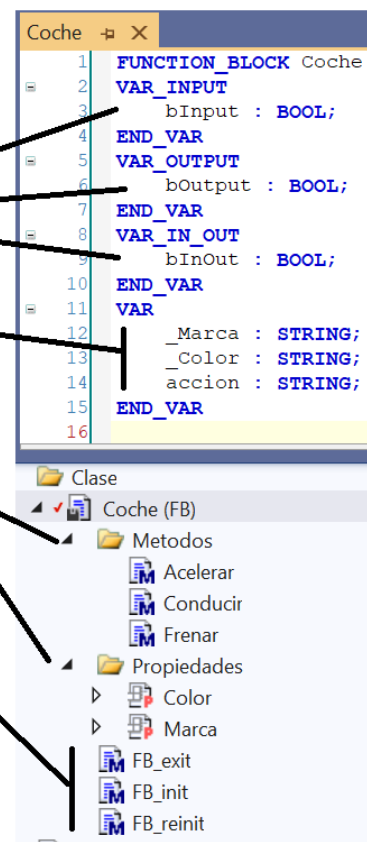 Coche
1 FUNCTION_BLOCK Coche
2 VAR_INPUT
3 bInput : BOOL;
4 END_VAR
5 VAR_OUTPUT
6 bOutput : BOOL;
7 END_VAR
8 VAR_IN_OUT
9 bInOut : BOOL;
10 END_VAR
11 VAR
12 _Marca : STRING;
13 _Color : STRING;
14 accion : STRING;
15 END_VAR
16
Clase
Coche (FB)
Metodos
M Acelerar
M Conducir
M Frenar
Propiedades
P Color
P Marca
M FB_exit
M FB_init
M FB_reinit